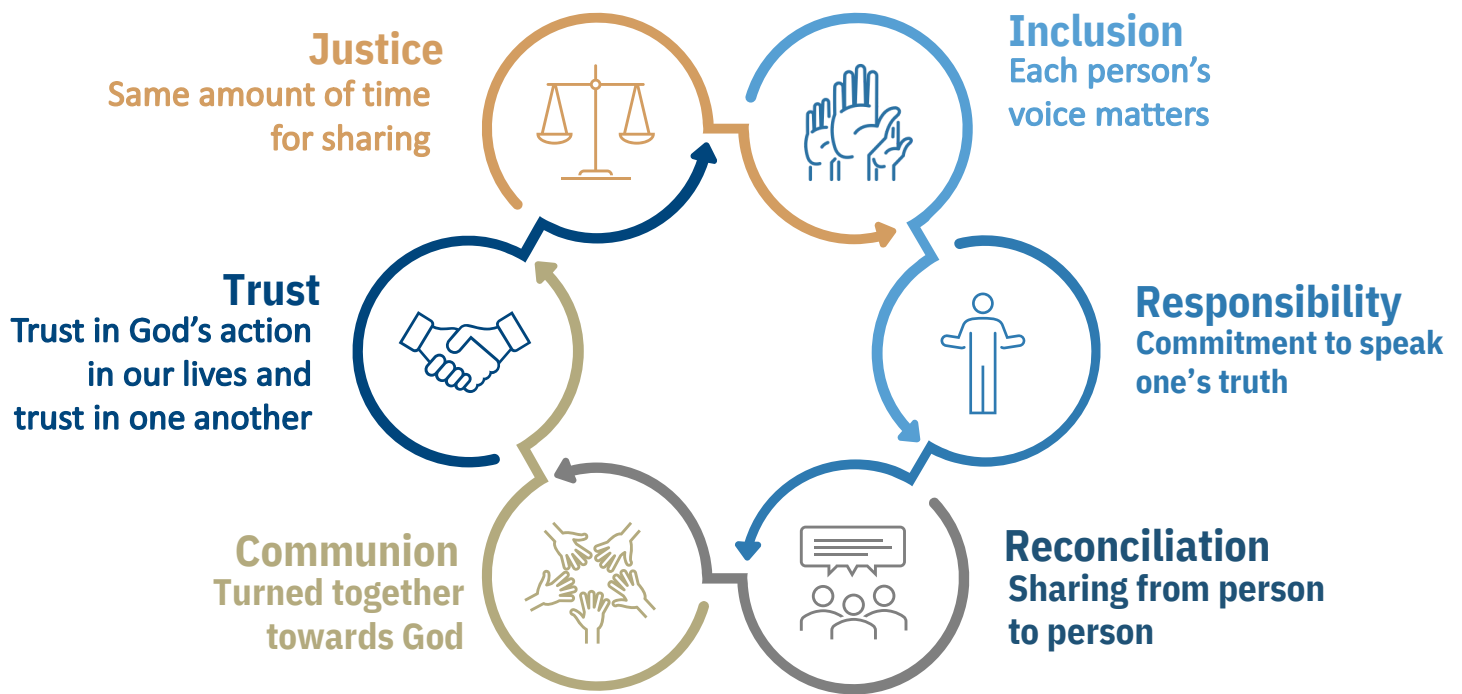 Justice
Same amount of time
for sharing
Inclusion
Each person's
voice matters
Trust
Trust in God's action
in our lives and
trust in one another
Responsibility
Commitment to speak
one's truth
Communion
Turned together
towards God
Reconciliation
Sharing from person
to person